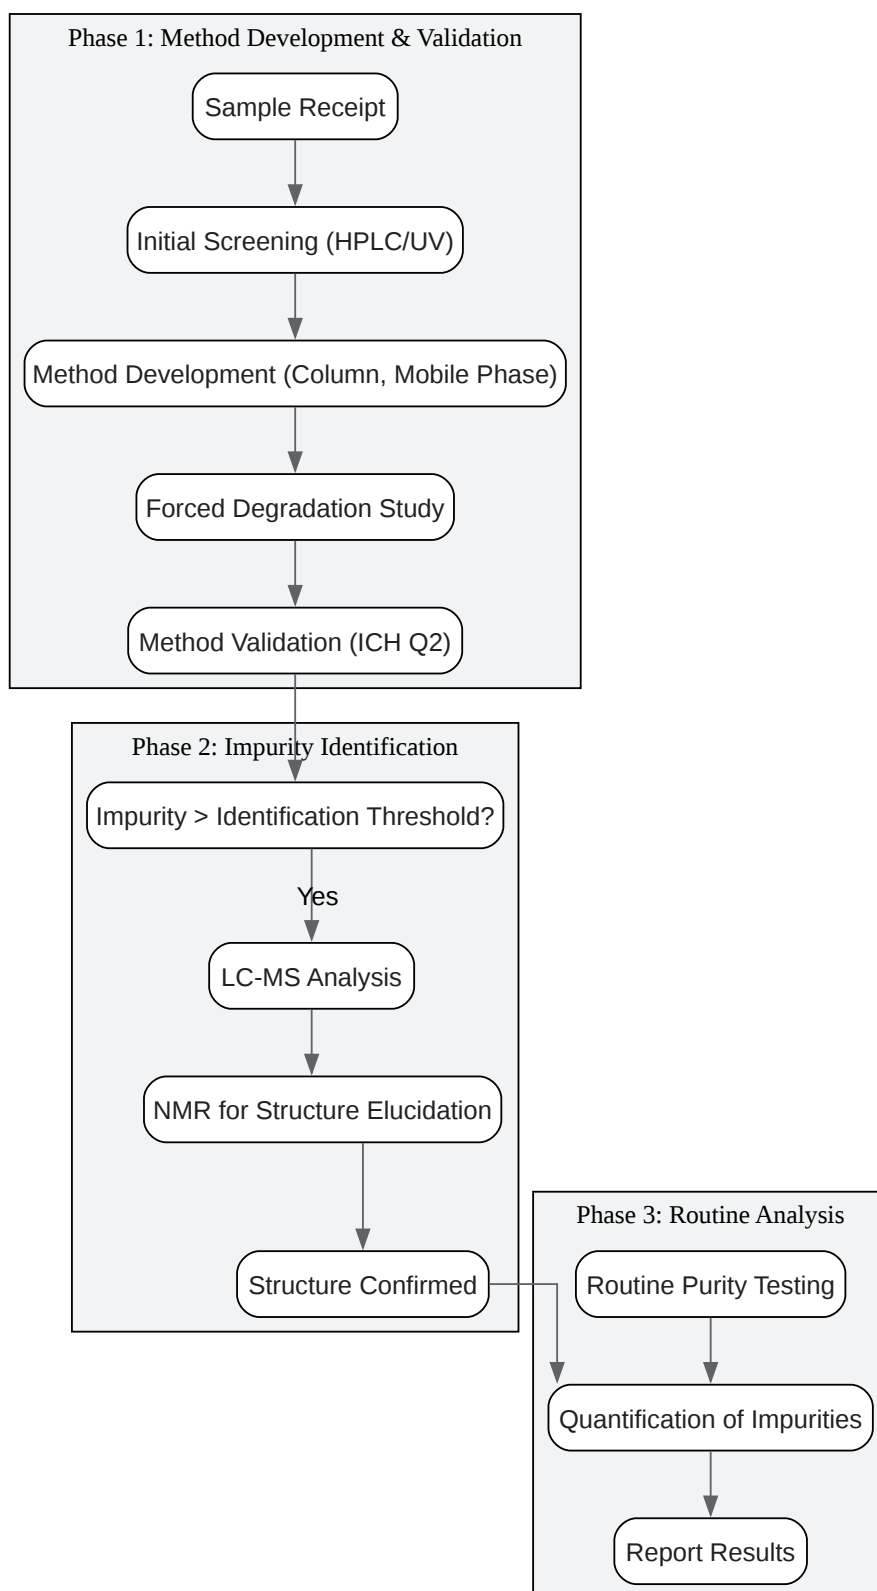 Phase 1: Method Development & Validation
Sample Receipt
Initial Screening (HPLC/UV)
Method Development (Column, Mobile Phase)
Forced Degradation Study
Method Validation (ICH Q2)
Phase 2: Impurity Identification
Impurity > Identification Threshold?
Yes
LC-MS Analysis
NMR for Structure Elucidation
Structure Confirmed
Phase 3: Routine Analysis
Routine Purity Testing
Quantification of Impurities
Report Results